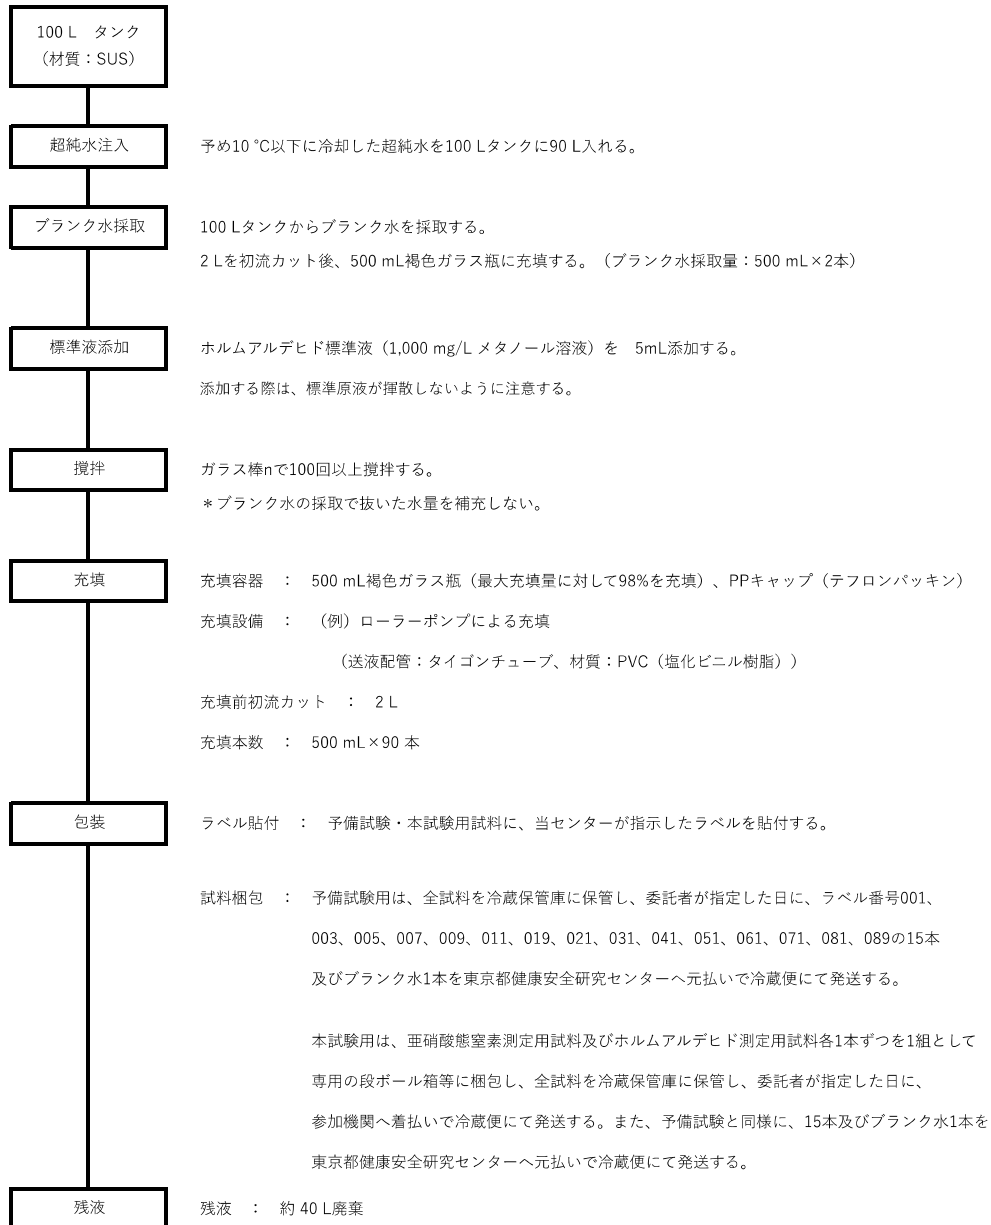 100 L　タンク
（材質：SUS）
超純水注入
予め10 ℃以下に冷却した超純水を100 Lタンクに90 L入れる。
ブランク水採取
100 Lタンクからブランク水を採取する。
2 Lを初流カット後、500 mL褐色ガラス瓶に充填する。（ブランク水採取量：500 mL×2本）
標準液添加
ホルムアルデヒド標準液（1,000 mg/L メタノール溶液）を　5mL添加する。
添加する際は、標準原液が揮散しないように注意する。
撹拌
ガラス棒nで100回以上撹拌する。
＊ブランク水の採取で抜いた水量を補充しない。
充填
充填容器　：　500 mL褐色ガラス瓶（最大充填量に対して98%を充填）、PPキャップ（テフロンパッキン）
充填設備　：　（例）ローラーポンプによる充填
（送液配管：タイゴンチューブ、材質：PVC（塩化ビニル樹脂））
充填前初流カット　：　2 L
充填本数　：　500 mL×90 本
包装
ラベル貼付　：　予備試験・本試験用試料に、当センターが指示したラベルを貼付する。
試料梱包　：　予備試験用は、全試料を冷蔵保管庫に保管し、委託者が指定した日に、ラベル番号001、
003、005、007、009、011、019、021、031、041、051、061、071、081、089の15本
及びブランク水1本を東京都健康安全研究センターへ元払いで冷蔵便にて発送する。
本試験用は、亜硝酸態窒素測定用試料及びホルムアルデヒド測定用試料各1本ずつを1組として
専用の段ボール箱等に梱包し、全試料を冷蔵保管庫に保管し、委託者が指定した日に、
参加機関へ着払いで冷蔵便にて発送する。また、予備試験と同様に、15本及びブランク水1本を
東京都健康安全研究センターへ元払いで冷蔵便にて発送する。
残液
残液　：　約 40 L廃棄